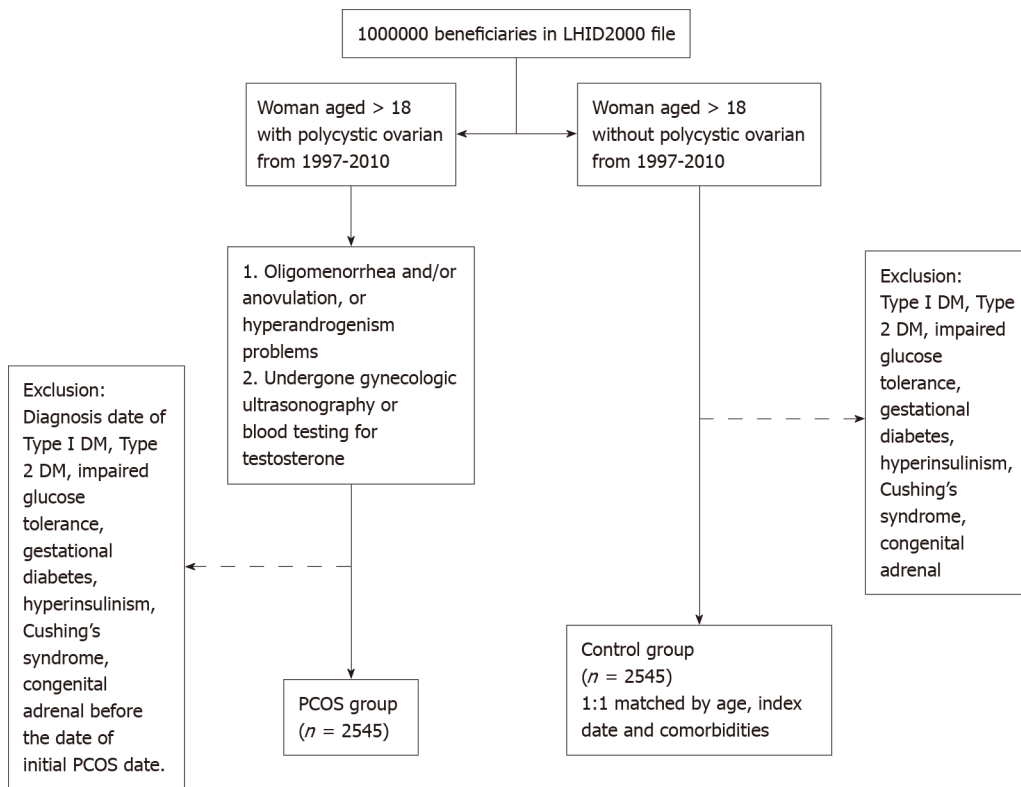 1000000 beneficiaries in LHID2000 file
Woman aged > 18
with polycystic ovarian
from 1997-2010
Woman aged > 18
without polycystic ovarian
from 1997-2010
1. Oligomenorrhea and/or
anovulation, or
hyperandrogenism
problems
2. Undergone gynecologic
ultrasonography or
blood testing for
testosterone
Exclusion:
Type I DM, Type
2 DM, impaired
glucose
tolerance,
gestational
diabetes,
hyperinsulinism,
Cushing's
syndrome,
congenital
adrenal
Exclusion:
Diagnosis date of
Type I DM, Type
2 DM, impaired
glucose
tolerance,
gestational
diabetes,
hyperinsulinism,
Cushing's
syndrome,
congenital
adrenal before
the date of
initial PCOS date.
PCOS group
(n = 2545)
Control group
(n = 2545)
1:1 matched by age, index
date and comorbidities